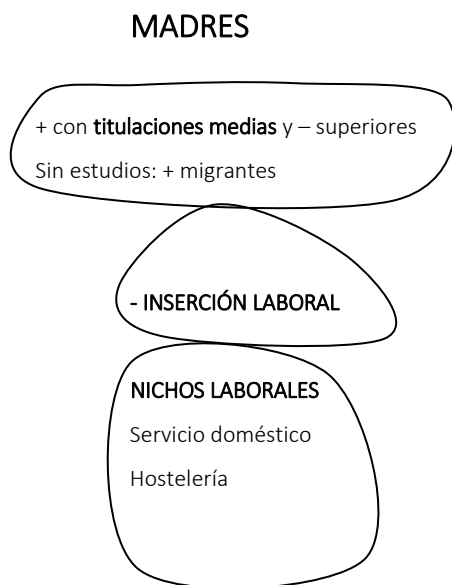 MADRES
+ con titulaciones medias y – superiores
Sin estudios: + migrantes
- INSERCIÓN LABORAL
NICHOS LABORALES
Servicio doméstico
Hostelería